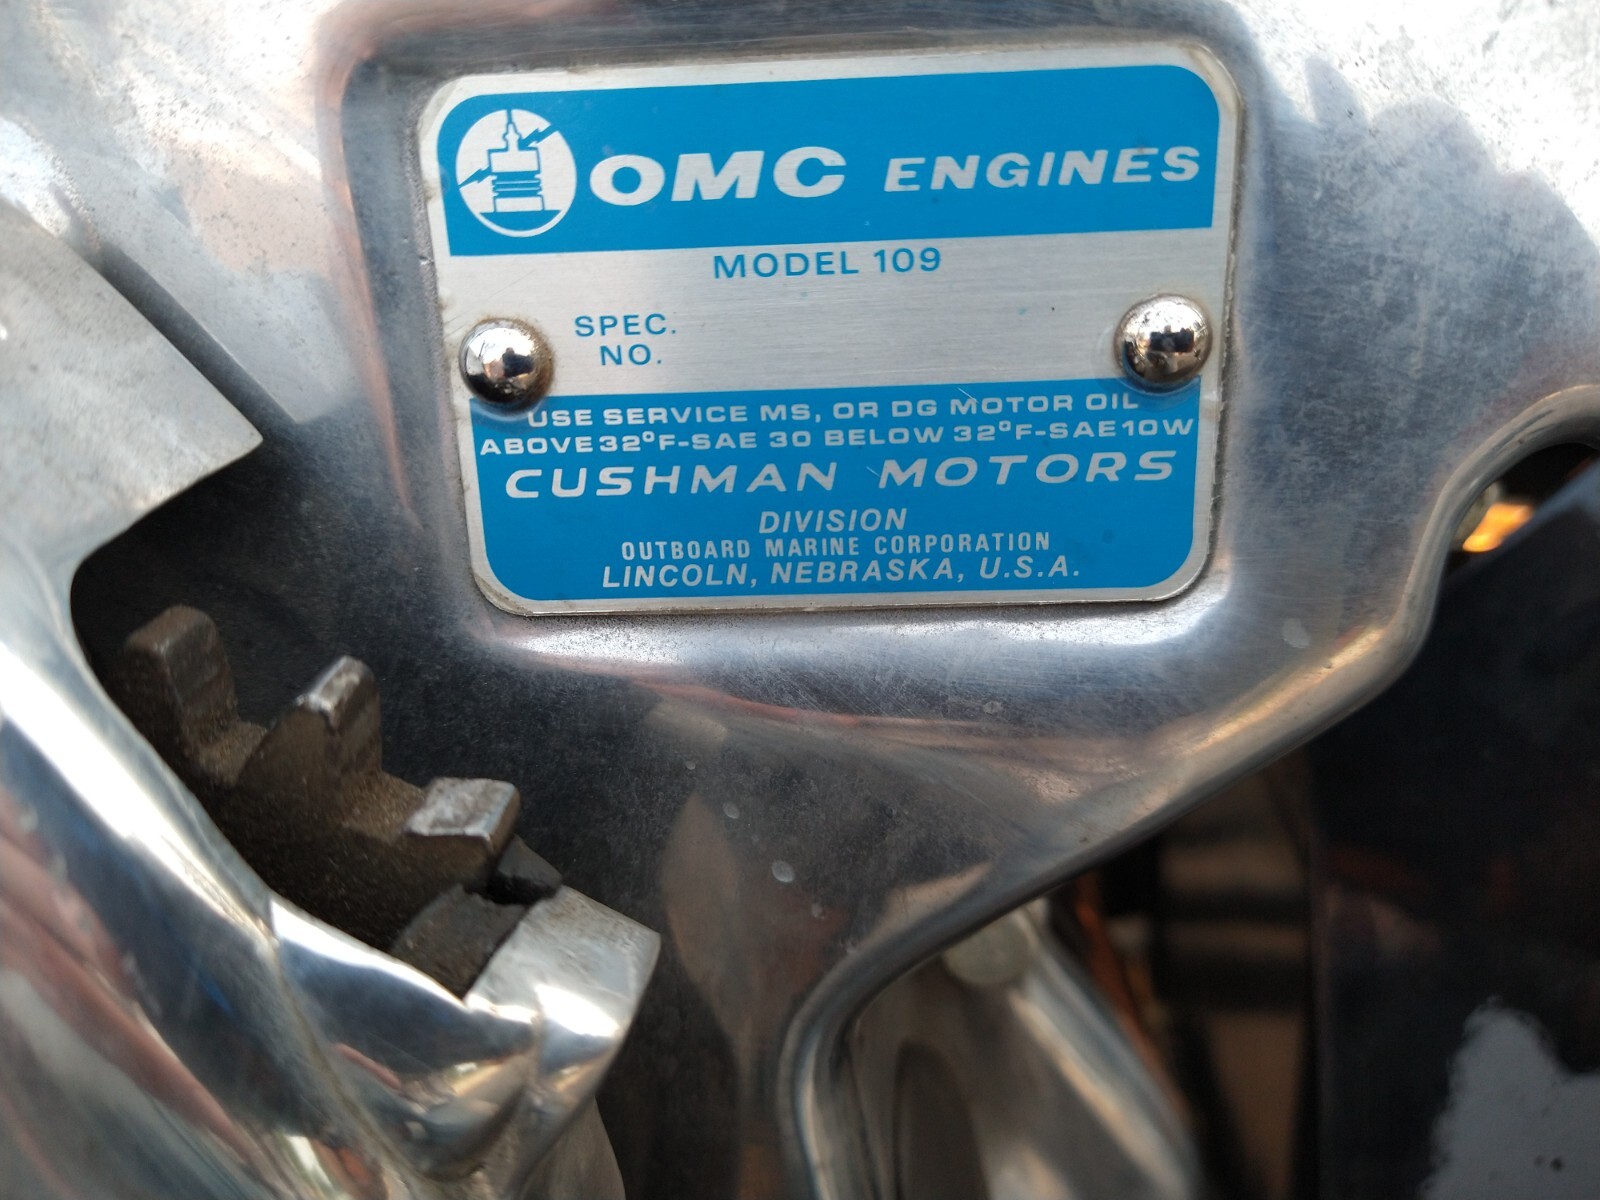 OMC ENGINES
MODEL 109
SPEC.
NO.
USE SERVICE MS, OR DG MOTOR OIL
ABOVE 32°F-SAE 30 BELOW 32°F-SAE 10W
CUSHMAN MOTORS
DIVISION
OUTBOARD MARINE CORPORATION
LINCOLN, NEBRASKA, U.S.A.